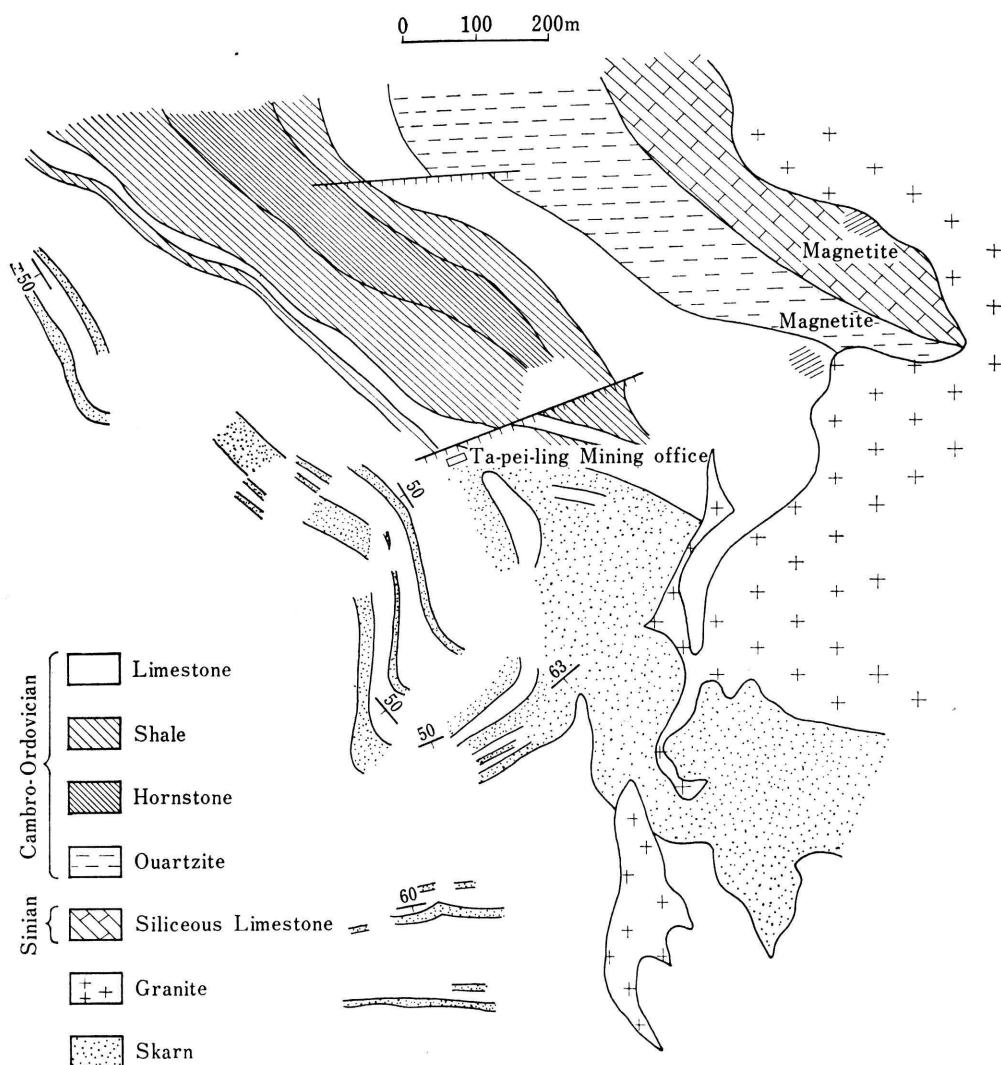 0 100 200m
Magnetite
Magnetite
50
Ta-pei-ling Mining office
50
63
50
50
60
Cambro-Ordovician
Limestone
Shale
Hornstone
Ouartzite
Sinian
Siliceous Limestone
Granite
Skarn